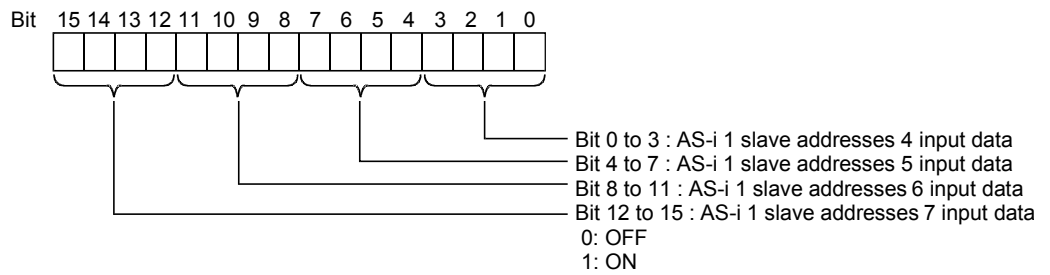 Bit 15 14 13 12 11 10 9 8 7 6 5 4 3 2 1 0
Bit 0 to 3 : AS-i 1 slave addresses 4 input data
Bit 4 to 7 : AS-i 1 slave addresses 5 input data
Bit 8 to 11 : AS-i 1 slave addresses 6 input data
Bit 12 to 15 : AS-i 1 slave addresses 7 input data
0: OFF
1: ON